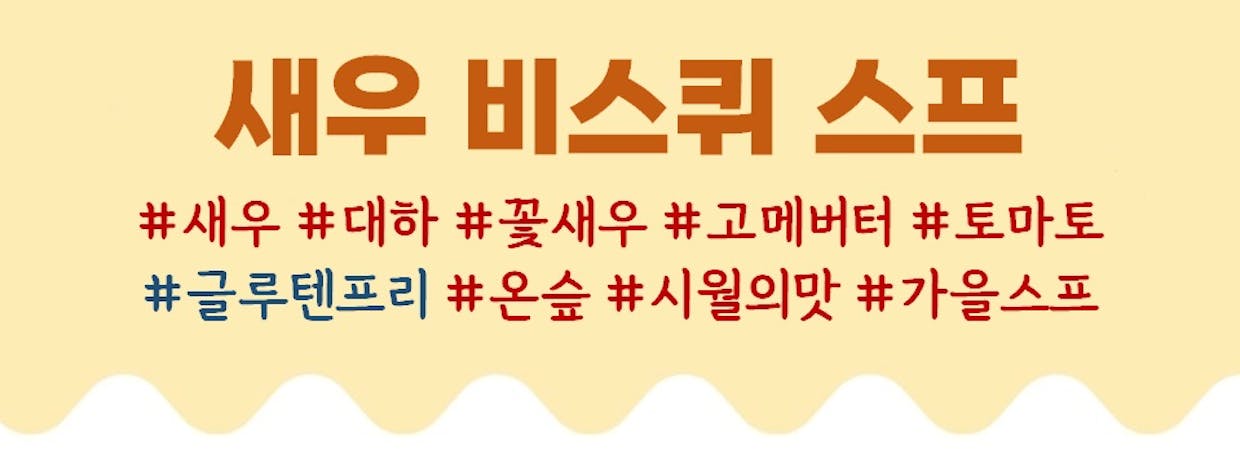 새우 비스퀴 스프
#새우 #대하 #꽃새우 #고메버터 #토마토
#글루텐프리 #온숲 #시월의맛 #가을스프